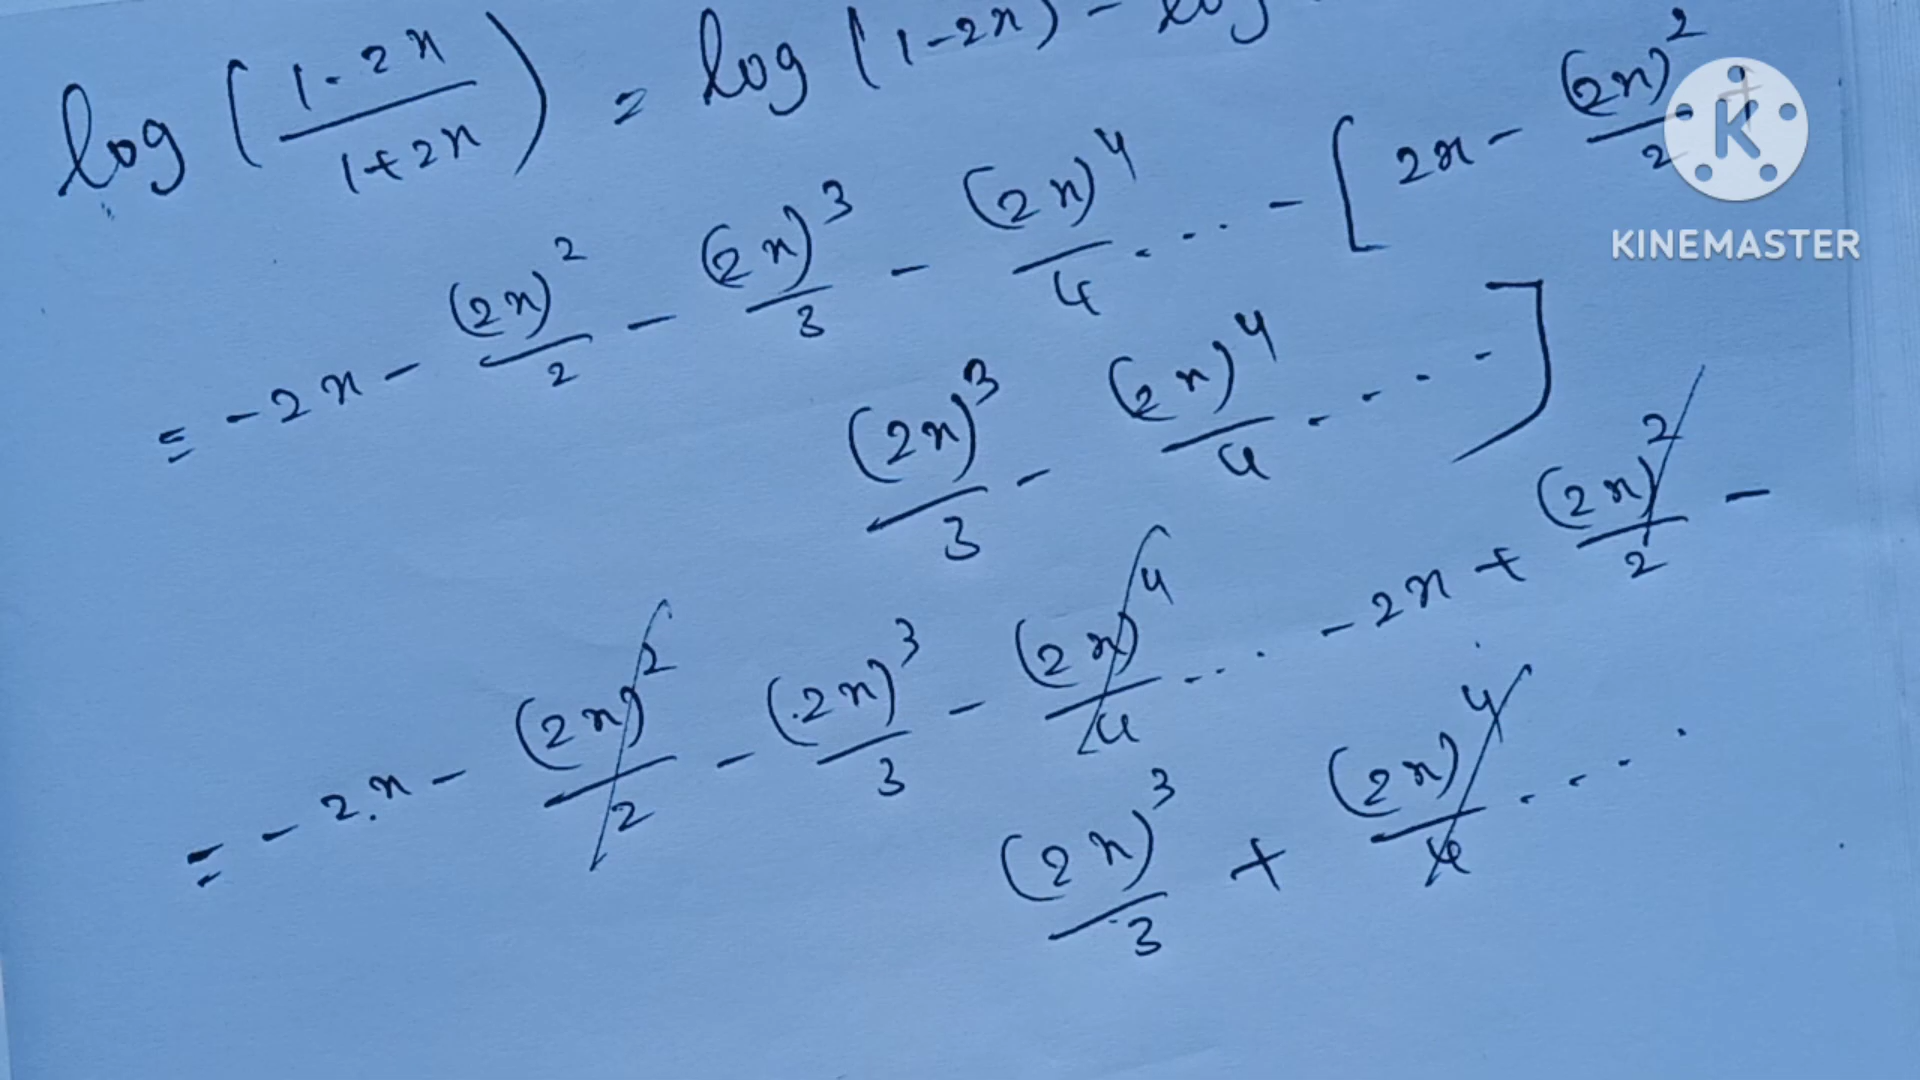 log ((1-2x)/(1+2x)) = log (1-2x) - log
= -2x - (2x)²/2 - (2x)³/3 - (2x)⁴/4 ... - [2x - (2x)²/2 +
(2x)³/3 - (2x)⁴/4 ....]
= -2x - (2x)²/2 - (2x)³/3 - (2x)⁴/4 ... -2x + (2x)²/2 -
(2x)³/3 + (2x)⁴/4 ....
KINEMASTER